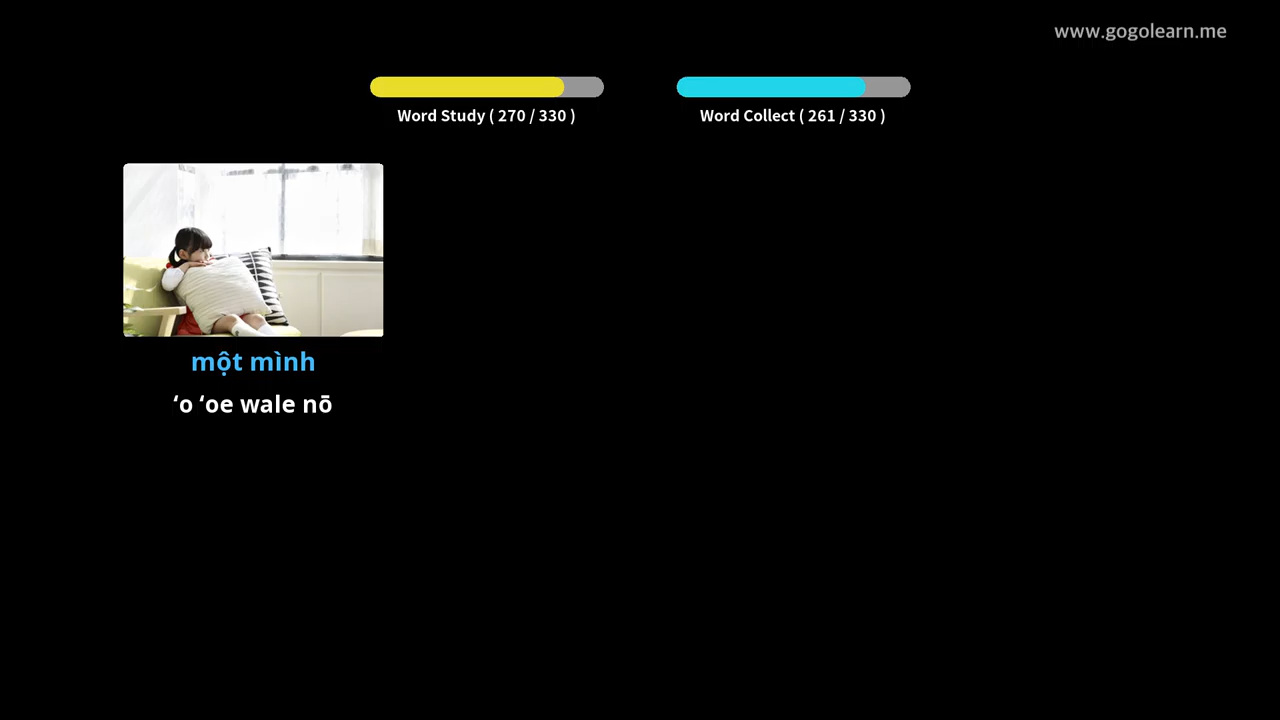 www.gogolearn.me
Word Study ( 270 / 330 )
Word Collect ( 261 / 330 )
một mình
ʻo ʻoe wale nō